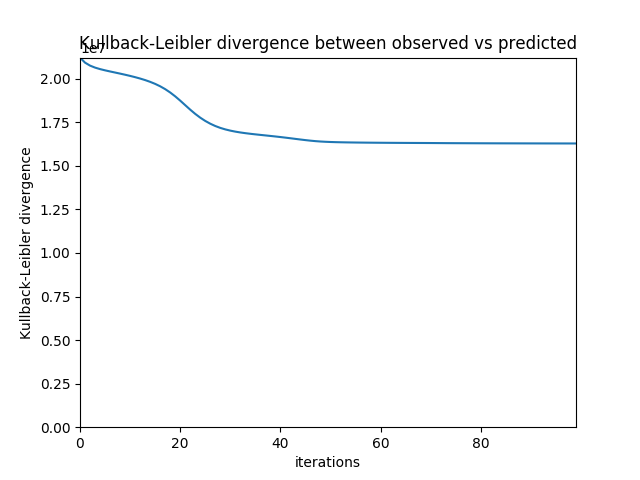 Kullback-Leibler divergence between observed vs predicted
1e7
2.00
1.75
1.50
1.25
1.00
0.75
0.50
0.25
0.00
Kullback-Leibler divergence
0 20 40 60 80
iterations